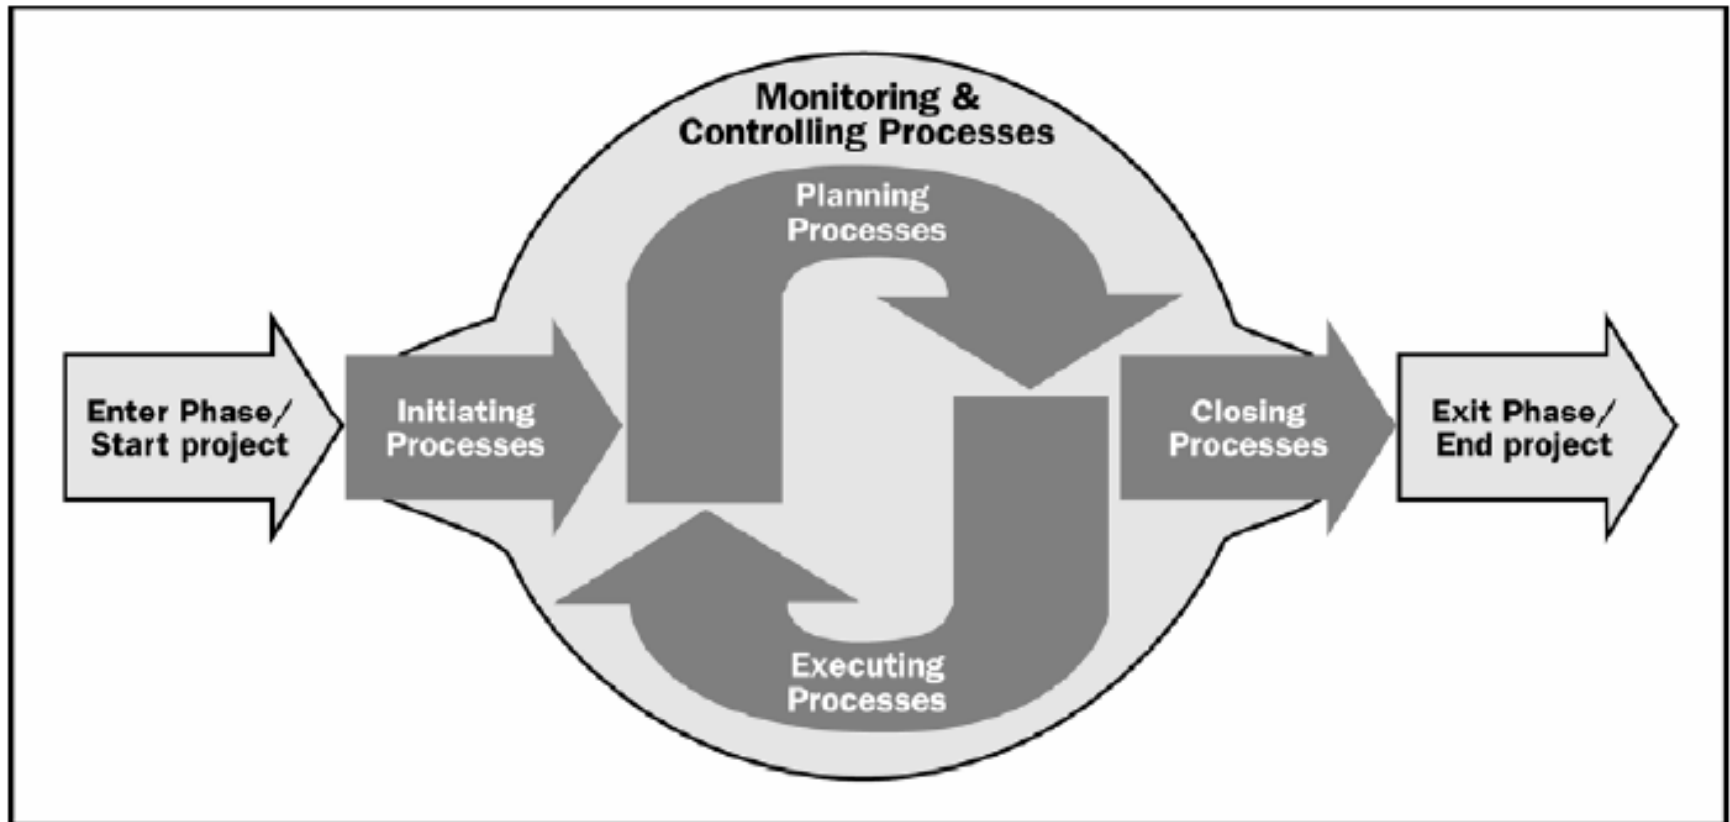 Monitoring &
Controlling Processes
Planning
Processes
Enter Phase/
Start project
Initiating
Processes
Closing
Processes
Exit Phase/
End project
Executing
Processes